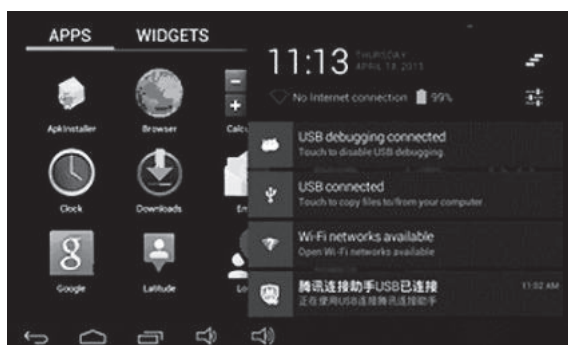 APPS WIDGETS
11:13 THURSDAY
APRIL 18, 2013
No Internet connection 99%
ApkInstaller Browser Calcu
USB debugging connected
Touch to disable USB debugging.
USB connected
Touch to copy files to/from your computer
Clock Downloads Em
Wi-Fi networks available
Open Wi-Fi networks available
腾讯连接助手USB已连接 11:02 AM
正在使用USB连接腾讯连接助手
Google Latitude Lo